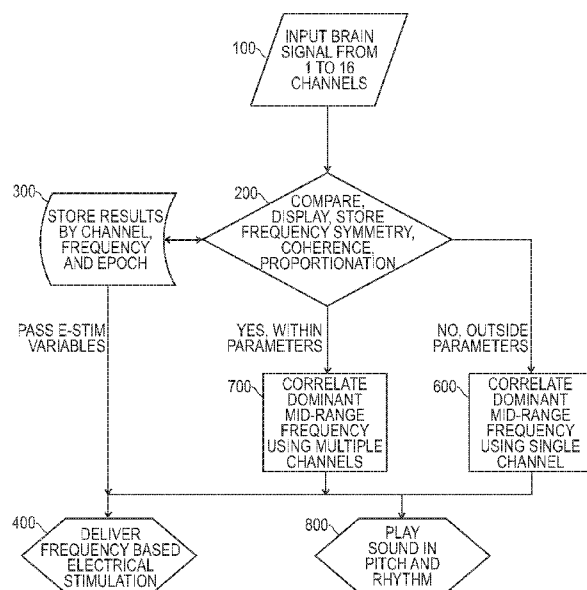 100
INPUT BRAIN
SIGNAL FROM
1 TO 16
CHANNELS
300
STORE RESULTS
BY CHANNEL,
FREQUENCY
AND EPOCH
200
COMPARE,
DISPLAY, STORE
FREQUENCY SYMMETRY,
COHERENCE,
PROPORTIONATION
PASS E-STIM
VARIABLES
YES, WITHIN
PARAMETERS
NO, OUTSIDE
PARAMETERS
700
CORRELATE
DOMINANT
MID-RANGE
FREQUENCY
USING MULTIPLE
CHANNELS
600
CORRELATE
DOMINANT
MID-RANGE
FREQUENCY
USING SINGLE
CHANNEL
400
DELIVER
FREQUENCY BASED
ELECTRICAL
STIMULATION
800
PLAY
SOUND IN
PITCH AND
RHYTHM